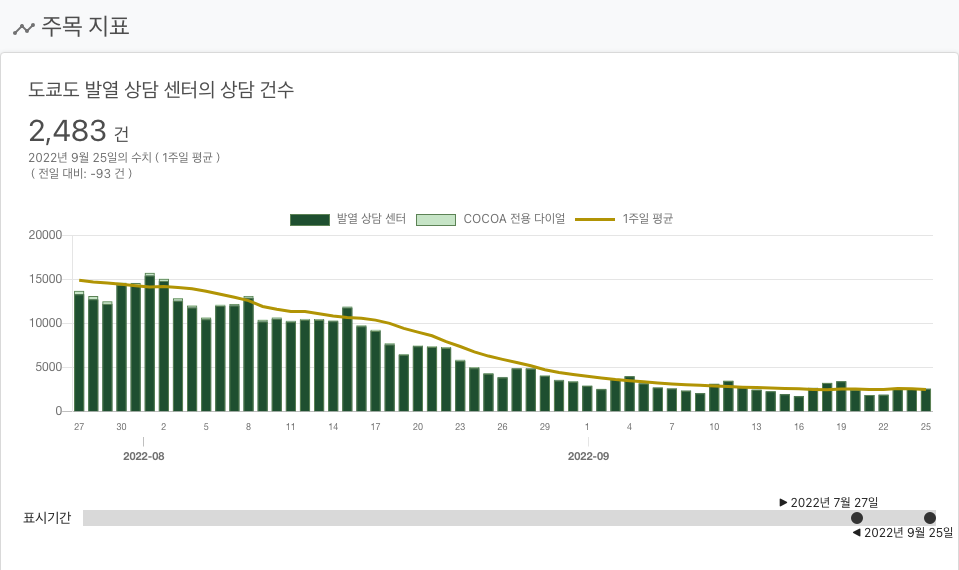 주목 지표
도쿄도 발열 상담 센터의 상담 건수
2,483 건
2022년 9월 25일의 수치 ( 1주일 평균 )
( 전일 대비: -93 건 )
발열 상담 센터 COCOA 전용 다이얼 1주일 평균
20000
15000
10000
5000
0
27 30 2 5 8 11 14 17 20 23 26 29 1 4 7 10 13 16 19 22 25
2022-08 2022-09
▶ 2022년 7월 27일
표시기간
◀ 2022년 9월 25일